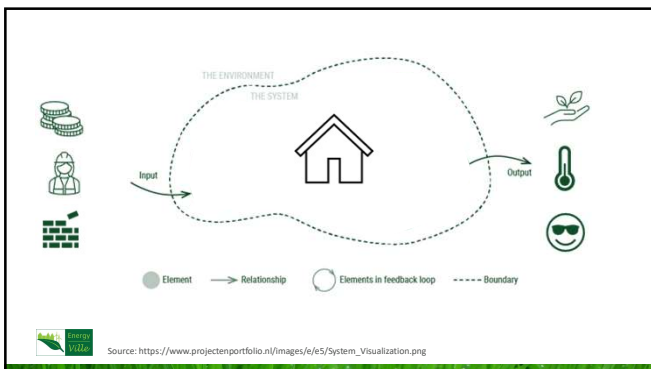 THE ENVIRONMENT
THE SYSTEM
Input
Output
Element
Relationship
Elements in feedback loop
Boundary
Energy
Ville
Source: https://www.projectenportfolio.nl/images/e/e5/System_Visualization.png